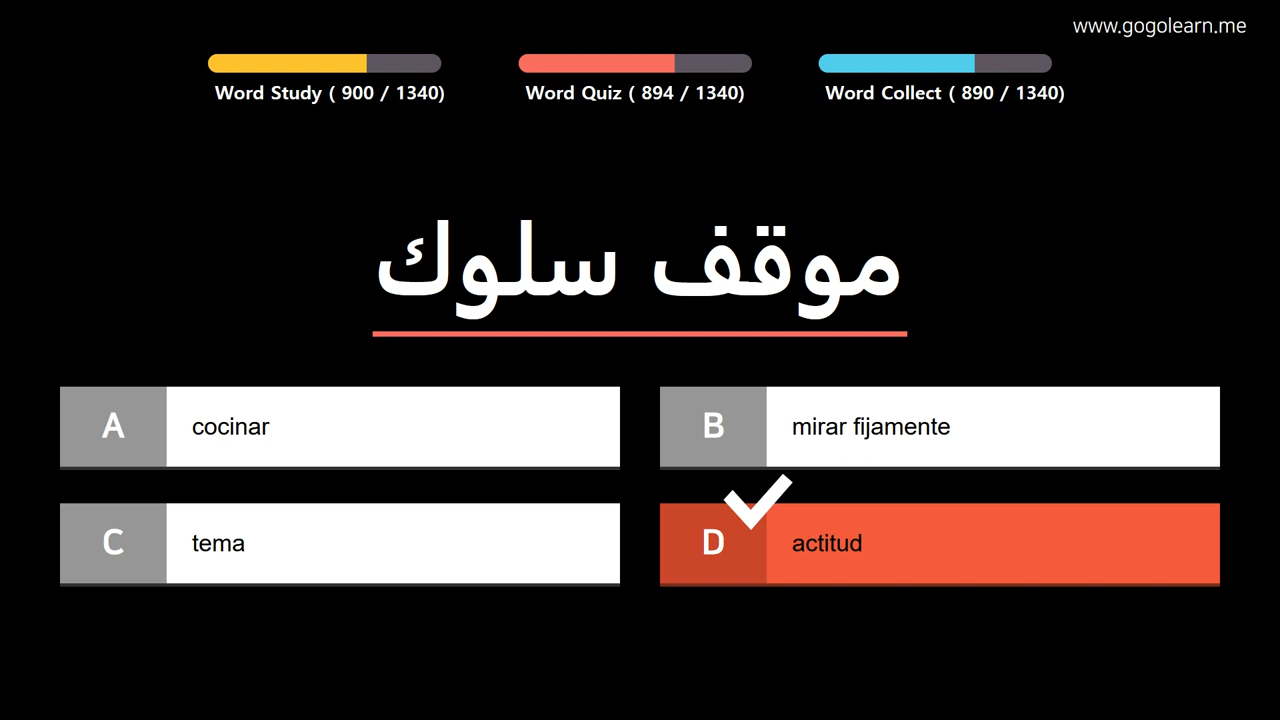 www.gogolearn.me
Word Study ( 900 / 1340)
Word Quiz ( 894 / 1340)
Word Collect ( 890 / 1340)
موقف سلوك
A
cocinar
B
mirar fijamente
C
tema
D
actitud